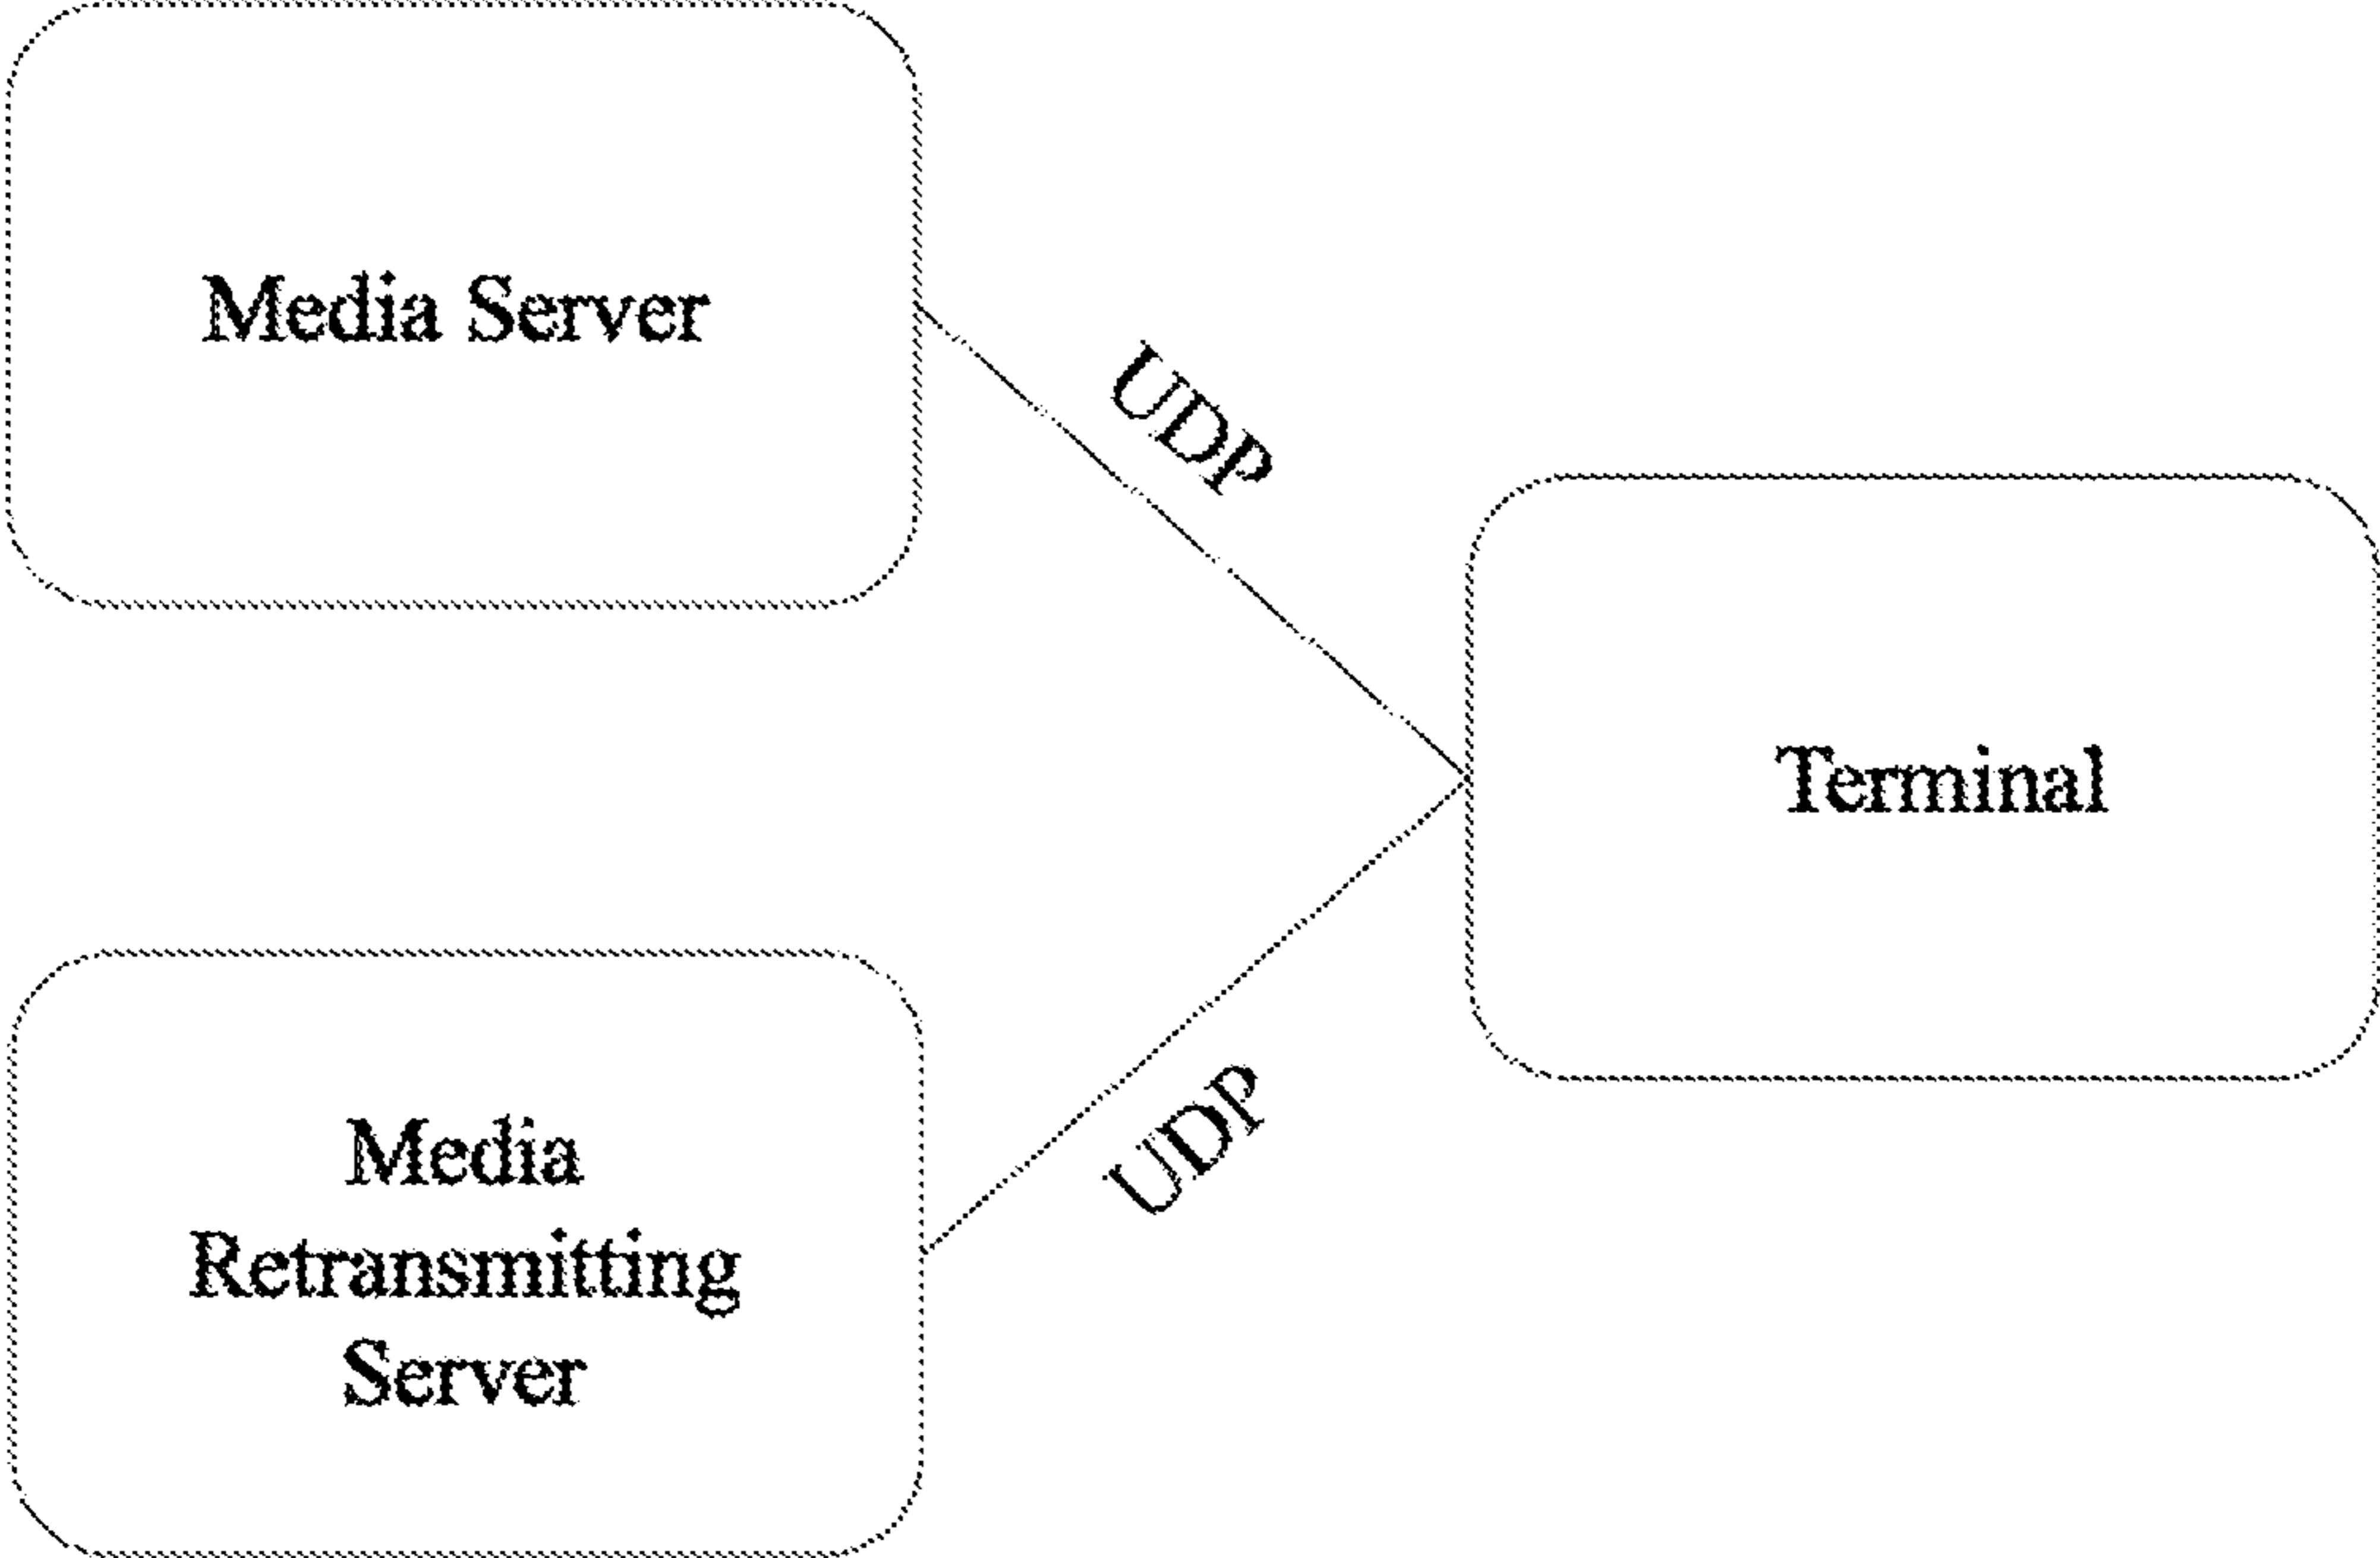 Media Server
UDP
Terminal
UDP
Media
Retransmitting
Server